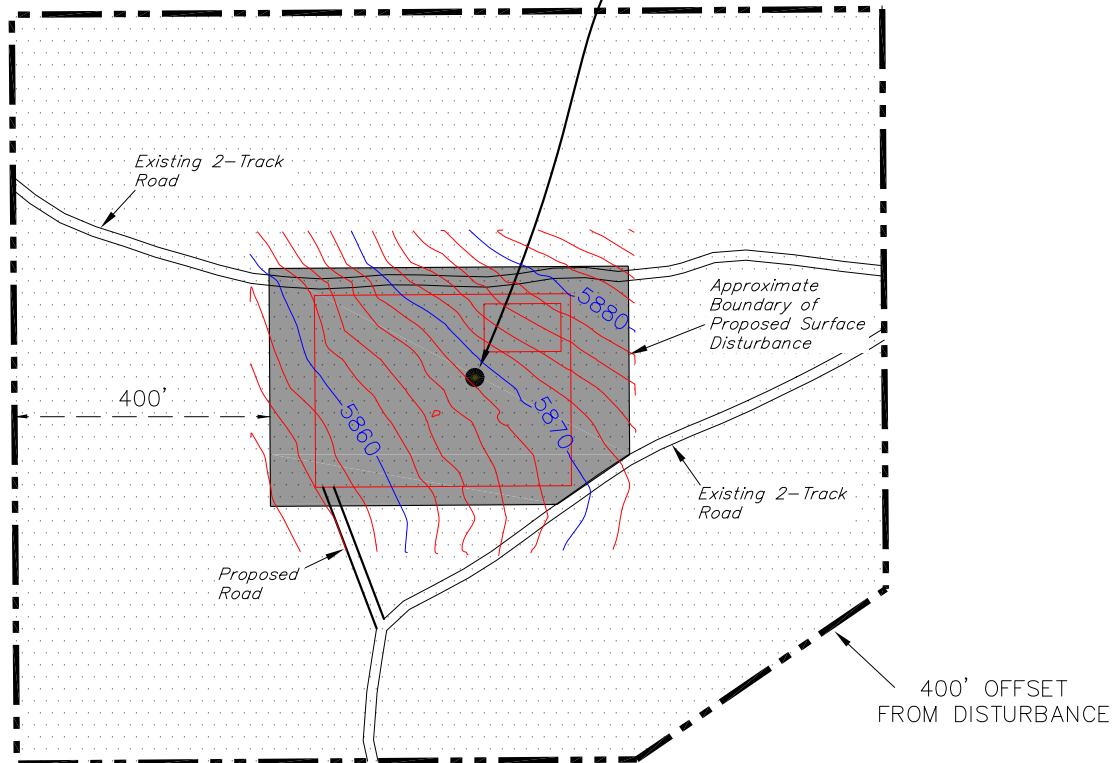 Existing 2-Track
Road
Approximate
Boundary of
Proposed Surface
Disturbance
5880
400'
5860
5870
Existing 2-Track
Road
Proposed
Road
400' OFFSET
FROM DISTURBANCE